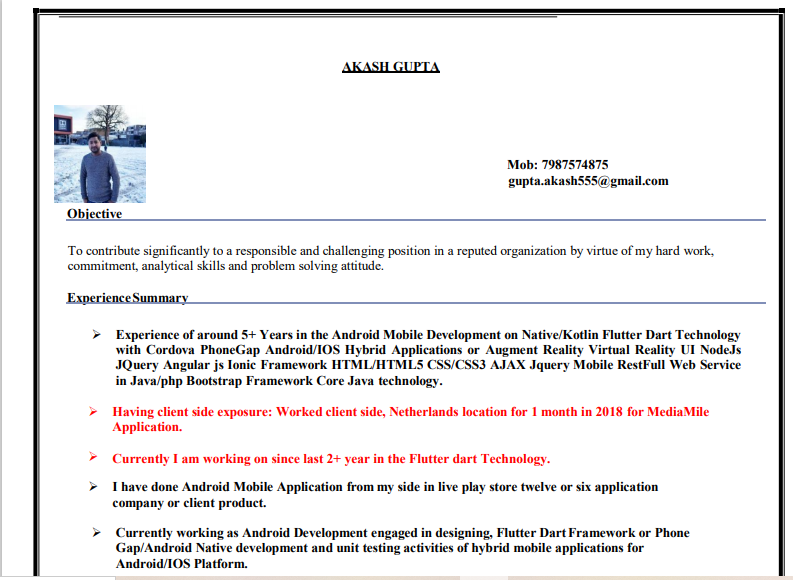 AKASH GUPTA
Mob: 7987574875
gupta.akash555@gmail.com
Objective
To contribute significantly to a responsible and challenging position in a reputed organization by virtue of my hard work,
commitment, analytical skills and problem solving attitude.
Experience Summary
➢ Experience of around 5+ Years in the Android Mobile Development on Native/Kotlin Flutter Dart Technology
with Cordova PhoneGap Android/IOS Hybrid Applications or Augment Reality Virtual Reality UI NodeJs
JQuery Angular js Ionic Framework HTML/HTML5 CSS/CSS3 AJAX Jquery Mobile RestFull Web Service
in Java/php Bootstrap Framework Core Java technology.
➢ Having client side exposure: Worked client side, Netherlands location for 1 month in 2018 for MediaMile
Application.
➢ Currently I am working on since last 2+ year in the Flutter dart Technology.
➢ I have done Android Mobile Application from my side in live play store twelve or six application
company or client product.
➢ Currently working as Android Development engaged in designing, Flutter Dart Framework or Phone
Gap/Android Native development and unit testing activities of hybrid mobile applications for
Android/IOS Platform.